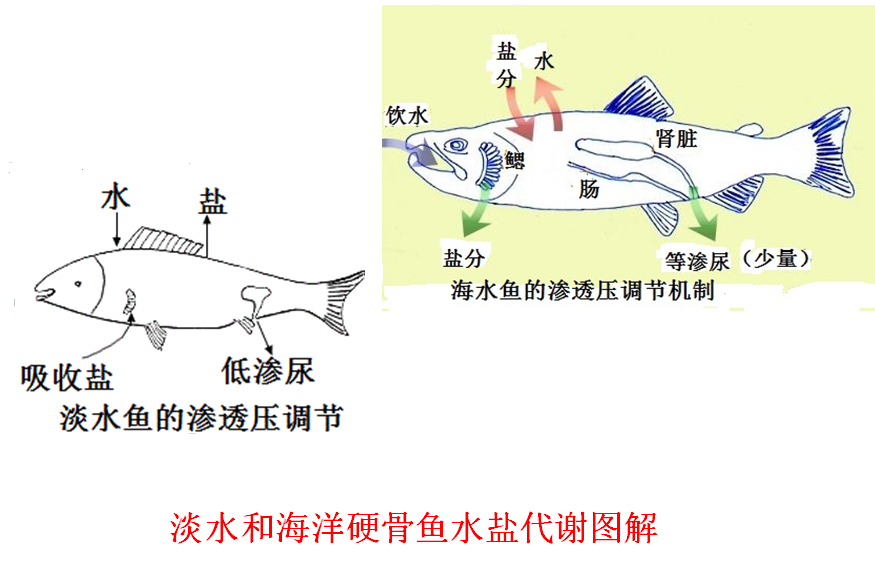 水
盐
吸收盐
低渗尿
淡水鱼的渗透压调节
盐分
水
饮水
鳃
肾脏
肠
盐分
等渗尿（少量）
海水鱼的渗透压调节机制
淡水和海洋硬骨鱼水盐代谢图解